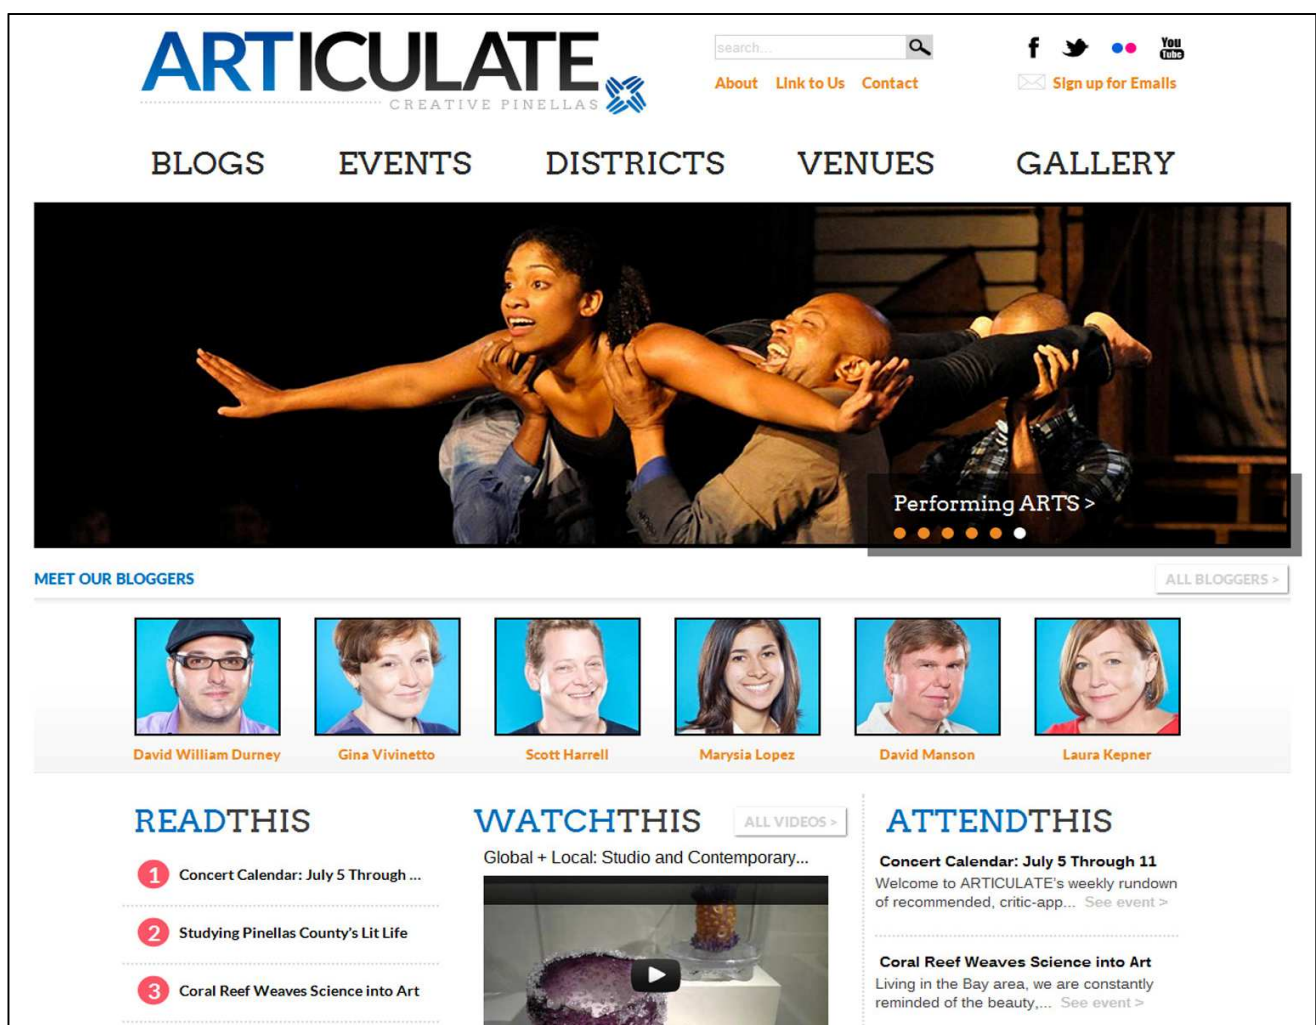 ARTICULATE
CREATIVE PINELLAS
search...
About Link to Us Contact
f You Tube
Sign up for Emails
BLOGS EVENTS DISTRICTS VENUES GALLERY
Performing ARTS >
MEET OUR BLOGGERS
ALL BLOGGERS >
David William Durney
Gina Vivinetto
Scott Harrell
Marysia Lopez
David Manson
Laura Kepner
READTHIS
1 Concert Calendar: July 5 Through ...
2 Studying Pinellas County's Lit Life
3 Coral Reef Weaves Science into Art
WATCHTHIS
ALL VIDEOS >
Global + Local: Studio and Contemporary...
ATTENDTHIS
Concert Calendar: July 5 Through 11
Welcome to ARTICULATE's weekly rundown
of recommended, critic-app... See event >
Coral Reef Weaves Science into Art
Living in the Bay area, we are constantly
reminded of the beauty,... See event >